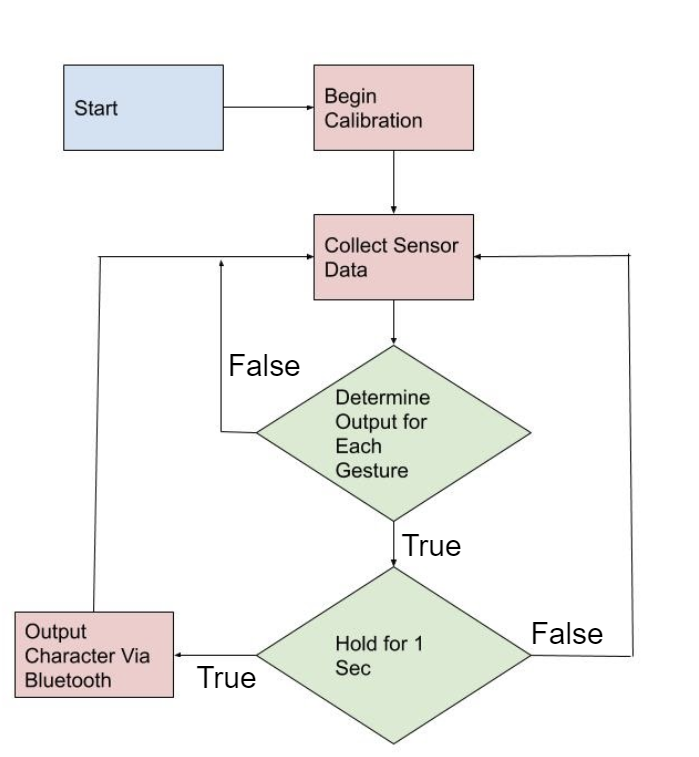 Start
Begin
Calibration
Collect Sensor
Data
False
Determine
Output for
Each
Gesture
True
Hold for 1
Sec
False
True
Output
Character Via
Bluetooth